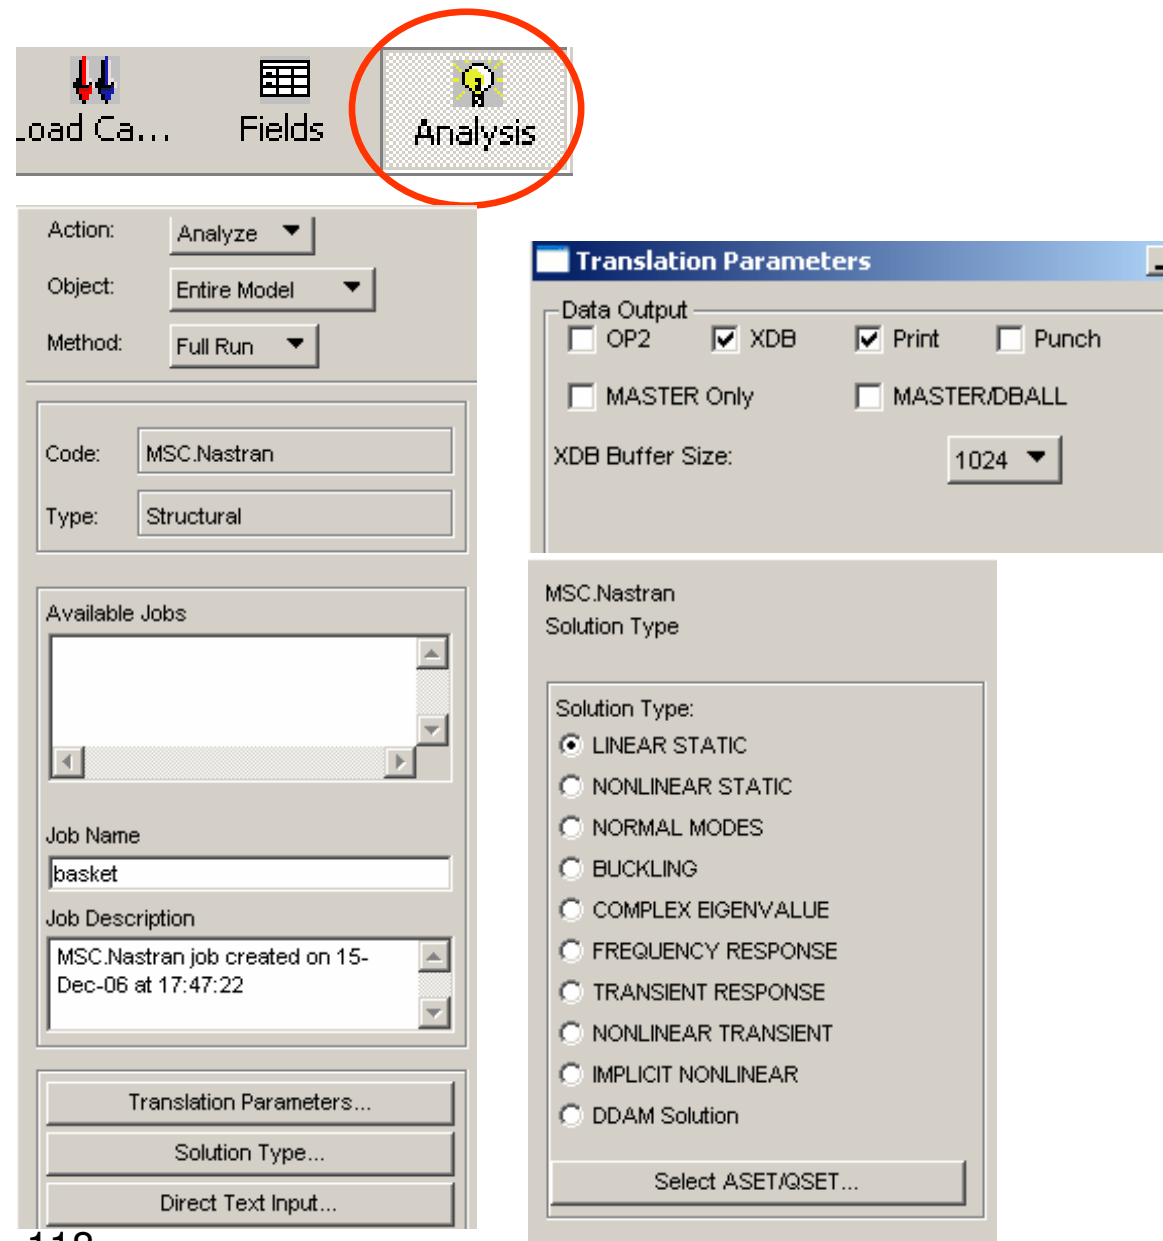 Load Ca...
Fields
Analysis
Action: Analyze
Object: Entire Model
Method: Full Run
Code: MSC.Nastran
Type: Structural
Available Jobs
Job Name
basket
Job Description
MSC.Nastran job created on 15-
Dec-06 at 17:47:22
Translation Parameters...
Solution Type...
Direct Text Input...
Translation Parameters
Data Output
OP2 XDB Print Punch
MASTER Only MASTER/DBALL
XDB Buffer Size: 1024
MSC.Nastran
Solution Type
Solution Type:
LINEAR STATIC
NONLINEAR STATIC
NORMAL MODES
BUCKLING
COMPLEX EIGENVALUE
FREQUENCY RESPONSE
TRANSIENT RESPONSE
NONLINEAR TRANSIENT
IMPLICIT NONLINEAR
DDAM Solution
Select ASET/QSET...